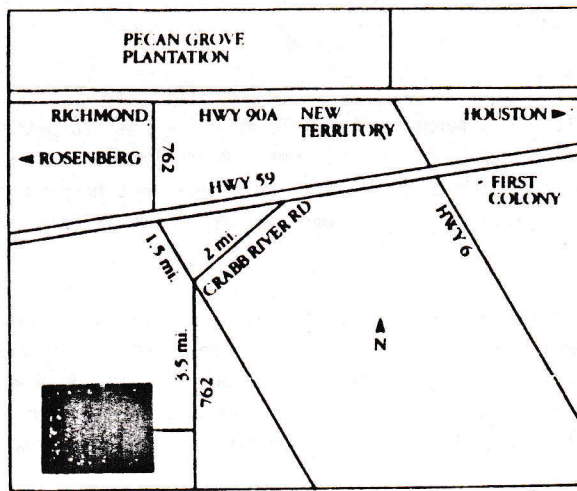 PECAN GROVE
PLANTATION
RICHMOND
HWY 90A
NEW
TERRITORY
HOUSTON
ROSENBERG
762
HWY 59
FIRST
COLONY
1.5 mi.
2 mi.
CRABB RIVER RD
HWY 6
N
3.5 mi.
762